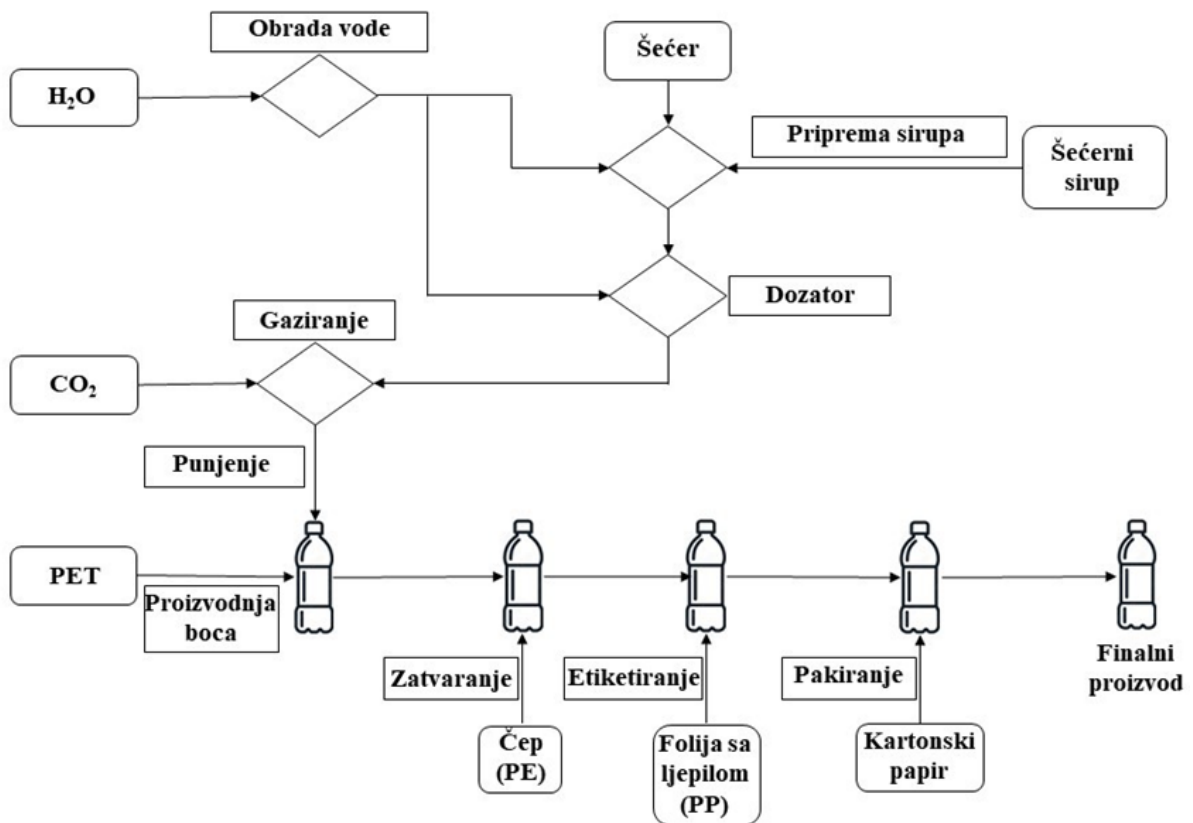 Obrada vode
Šećer
H₂O
Priprema sirupa
Šećerni
sirup
Dozator
Gaziranje
CO₂
Punjenje
PET
Proizvodnja
boca
Finalni
proizvod
Zatvaranje
Etiketiranje
Pakiranje
Čep
(PE)
Folija sa
ljepilom
(PP)
Kartonski
papir